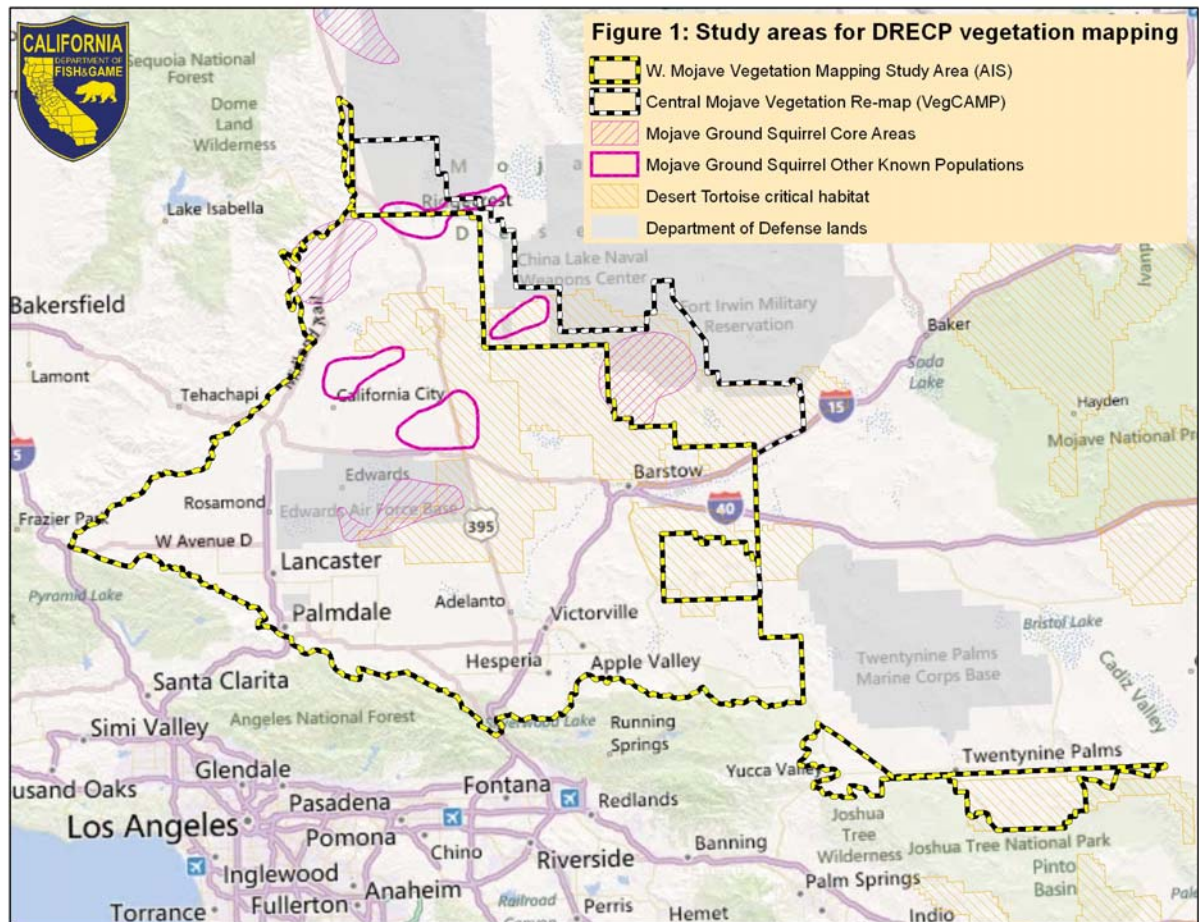 CALIFORNIA
DEPARTMENT OF
FISH&GAME
Figure 1: Study areas for DRECP vegetation mapping
W. Mojave Vegetation Mapping Study Area (AIS)
Central Mojave Vegetation Re-map (VegCAMP)
Mojave Ground Squirrel Core Areas
Mojave Ground Squirrel Other Known Populations
Desert Tortoise critical habitat
Department of Defense lands
Sequoia National
Forest
Dome
Land
Wilderness
M o j a
Lake Isabella
D e s e
China Lake Naval
Weapons Center
Fort Irwin Military
Reservation
Bakersfield
Baker
Soda
Lake
Lamont
Tehachapi
California City
15
Hayden
Mojave National Pr
5
Barstow
Edwards
Rosamond
Edwards Air Force Base
40
Frazier Park
W Avenue D
395
Lancaster
Pyramid Lake
Palmdale
Adelanto
Victorville
Bristol Lake
Hesperia
Apple Valley
Twentynine Palms
Marine Corps Base
Cadiz Valley
Santa Clarita
Angeles National Forest
Running
Springs
Simi Valley
Yucca Valley
Twentynine Palms
Glendale
Fontana
usand Oaks
Pasadena
Redlands
Joshua
Tree
Wilderness
Los Angeles
Pomona
Chino
Riverside
Banning
Joshua Tree National Park
Pinto
Basin
Inglewood
Anaheim
Palm Springs
Torrance
Fullerton
Railroad
Perris
Hemet
Indio